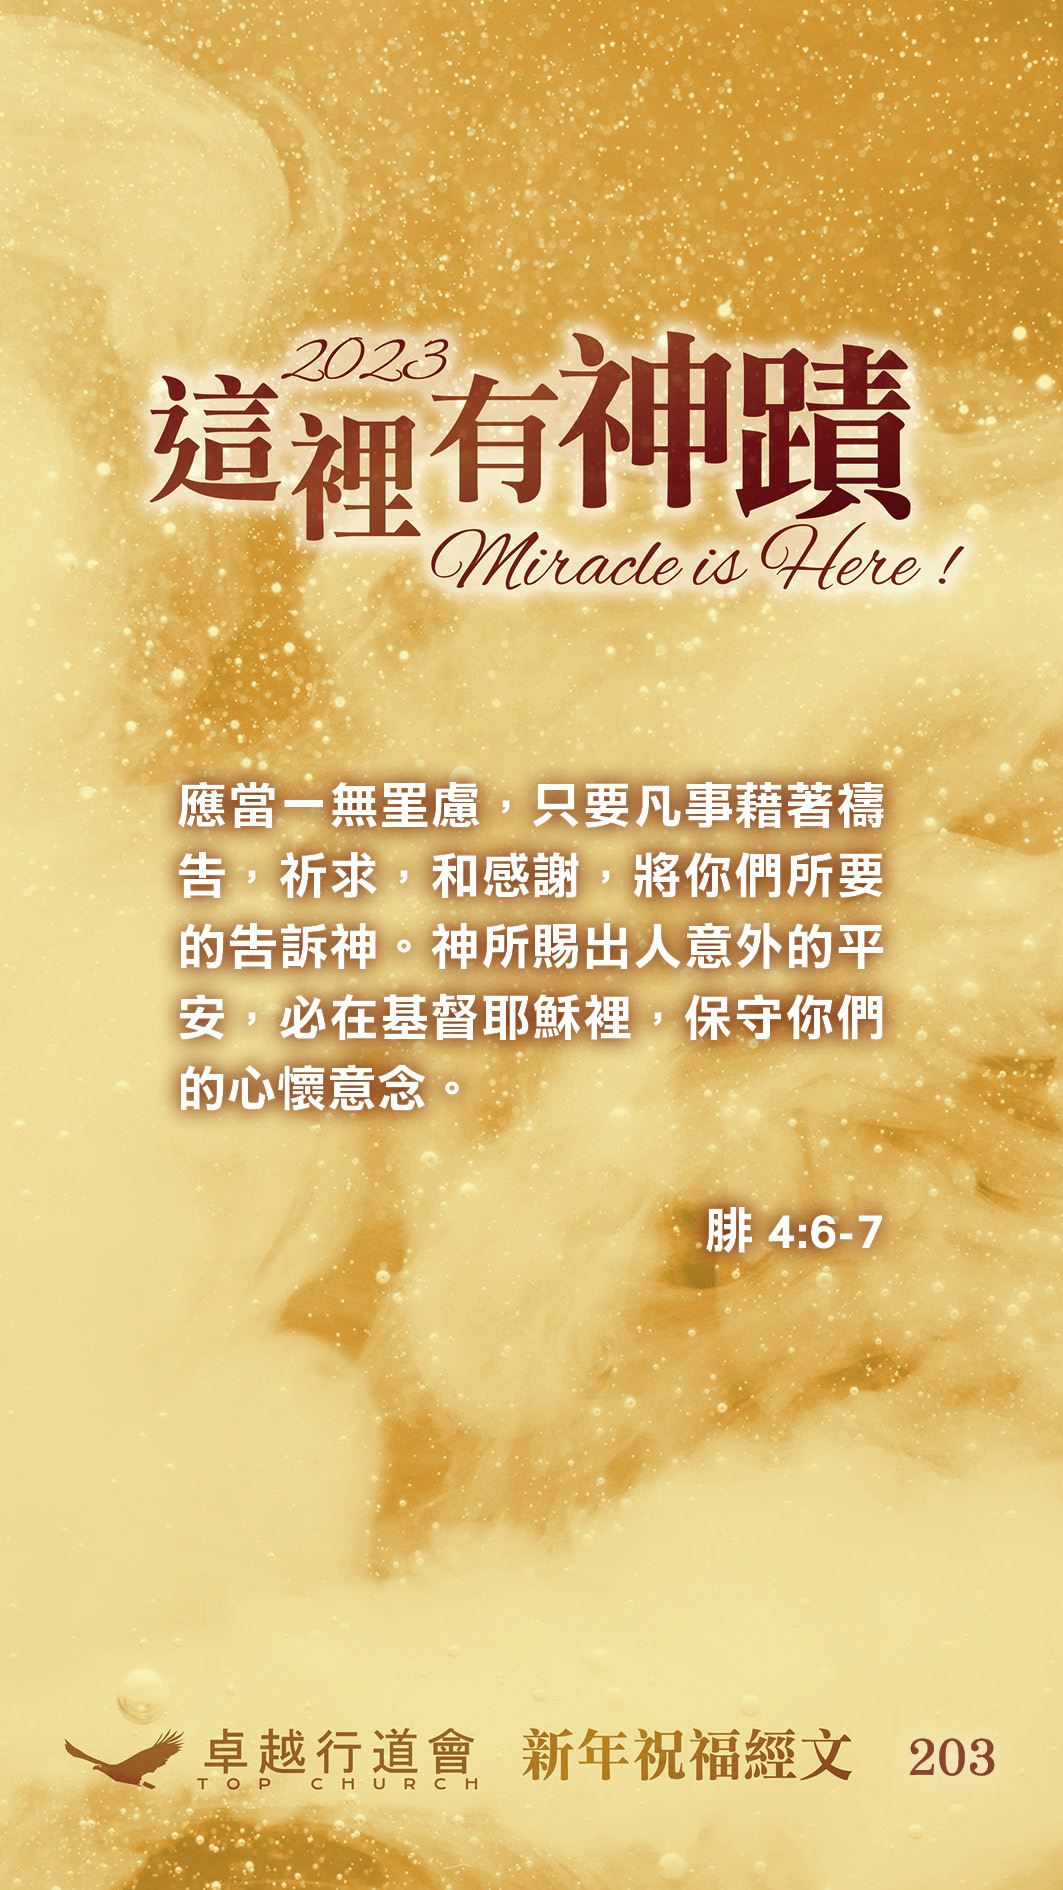 2023
這裡有神蹟
Miracle is Here !
應當一無罣慮，只要凡事藉著禱
告，祈求，和感謝，將你們所要
的告訴神。神所賜出人意外的平
安，必在基督耶穌裡，保守你們
的心懷意念。
腓 4:6-7
卓越行道會
TOP CHURCH
新年祝福經文
203